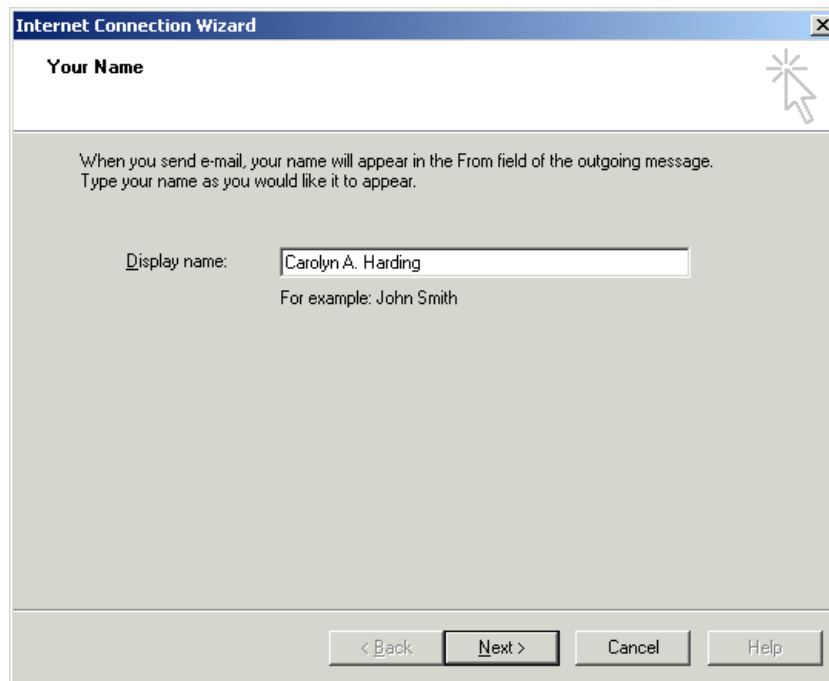 Internet Connection Wizard
Your Name
When you send e-mail, your name will appear in the From field of the outgoing message.
Type your name as you would like it to appear.
Display name: Carolyn A. Harding
For example: John Smith
< Back Next > Cancel Help